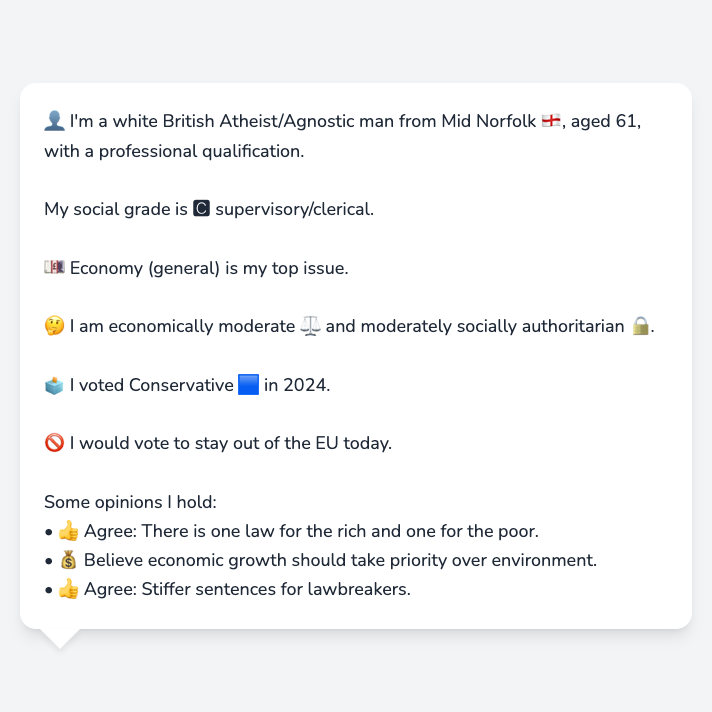 👤 I'm a white British Atheist/Agnostic man from Mid Norfolk 🏴󠁧󠁢󠁥󠁮󠁧󠁿, aged 61,
with a professional qualification.
My social grade is 🅲 supervisory/clerical.
💷 Economy (general) is my top issue.
🤔 I am economically moderate ⚖️ and moderately socially authoritarian 🔒.
🗳️ I voted Conservative 🟦 in 2024.
🚫 I would vote to stay out of the EU today.
Some opinions I hold:
• 👍 Agree: There is one law for the rich and one for the poor.
• 💰 Believe economic growth should take priority over environment.
• 👍 Agree: Stiffer sentences for lawbreakers.